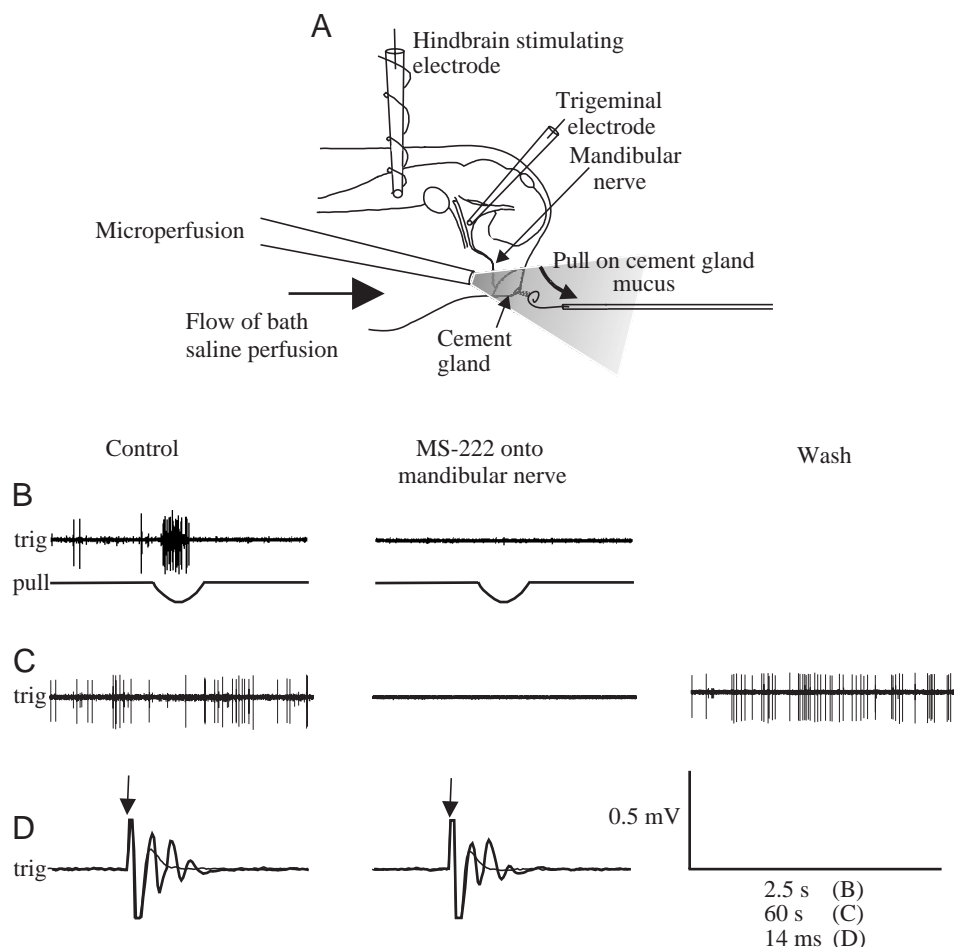 A
Hindbrain stimulating
electrode
Trigeminal
electrode
Mandibular
nerve
Microperfusion
Pull on cement gland
mucus
Flow of bath
saline perfusion
Cement
gland
Control
MS-222 onto
mandibular nerve
Wash
B
trig
pull
C
trig
D
trig
0.5 mV
2.5 s (B)
60 s (C)
14 ms (D)